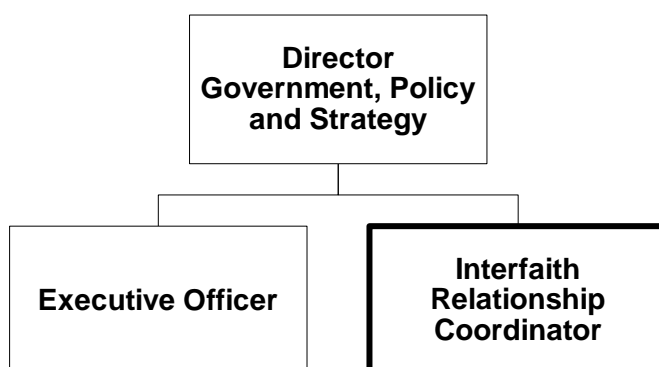 Director
Government, Policy
and Strategy
Executive Officer
Interfaith
Relationship
Coordinator